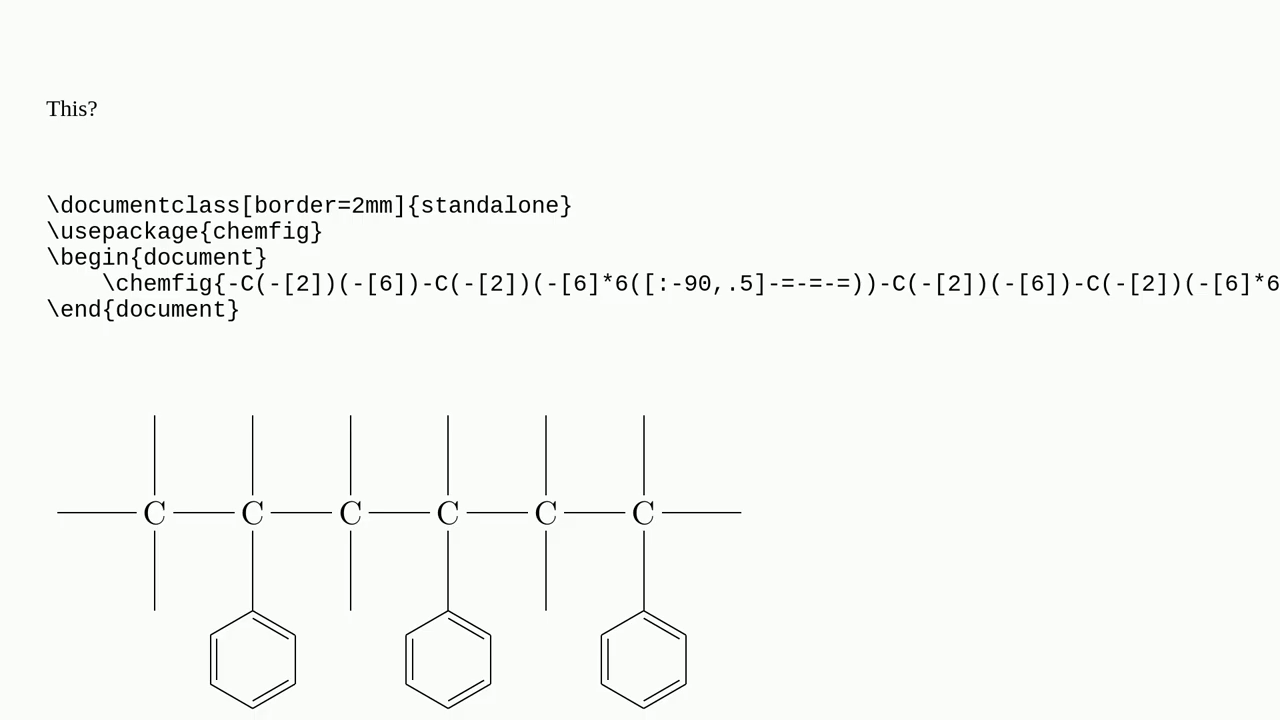 This?
\documentclass[border=2mm]{standalone}
\usepackage{chemfig}
\begin{document}
    \chemfig{-C(-[2])(-[6])-C(-[2])(-[6]*6([:-90,.5]-=-=-=))-C(-[2])(-[6])-C(-[2])(-[6]*6
\end{document}
C C C C C C